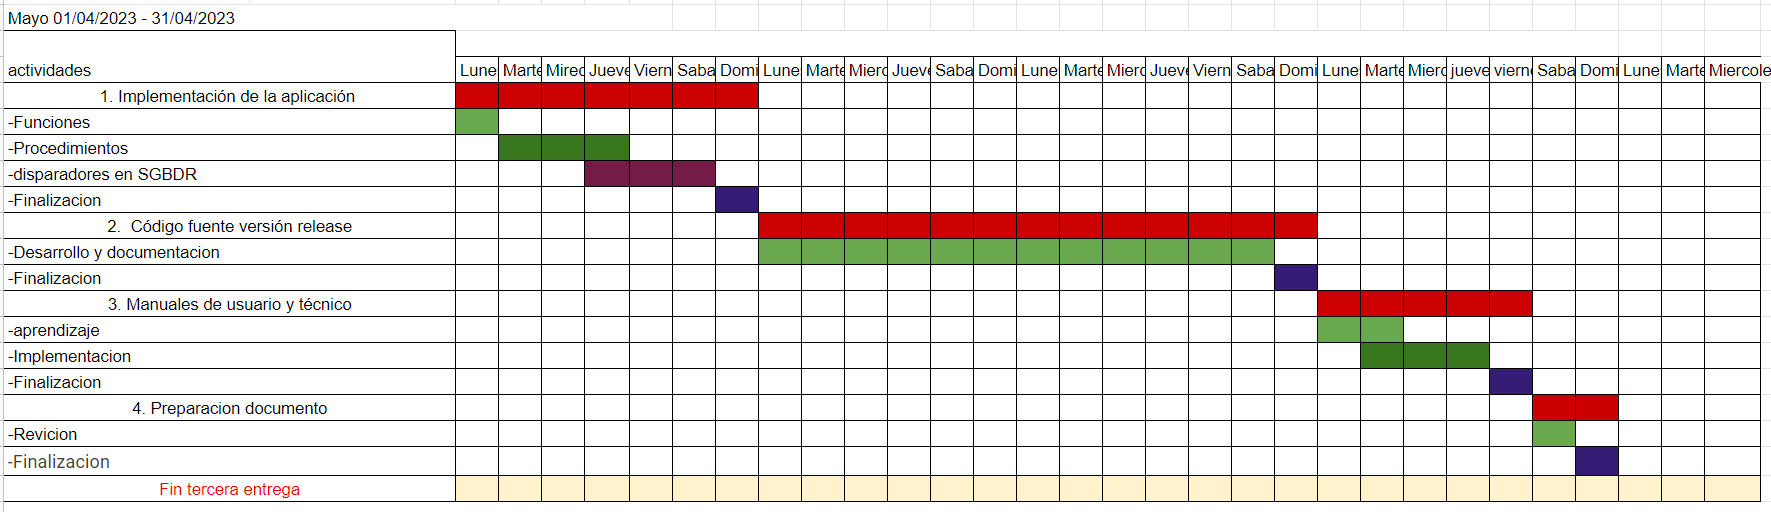 Mayo 01/04/2023 - 31/04/2023
actividades Lune Marte Mirec Jueve Viern Saba Domi Lune Marte Mierc Jueve Saba Domi Lune Marte Mierc Jueve Viern Saba Domi Lune Marte Mierc jueve vierne Saba Domi Lune Marte Miercole
1. Implementación de la aplicación
-Funciones
-Procedimientos
-disparadores en SGBDR
-Finalizacion
2. Código fuente versión release
-Desarrollo y documentacion
-Finalizacion
3. Manuales de usuario y técnico
-aprendizaje
-Implementacion
-Finalizacion
4. Preparacion documento
-Revicion
-Finalizacion
Fin tercera entrega